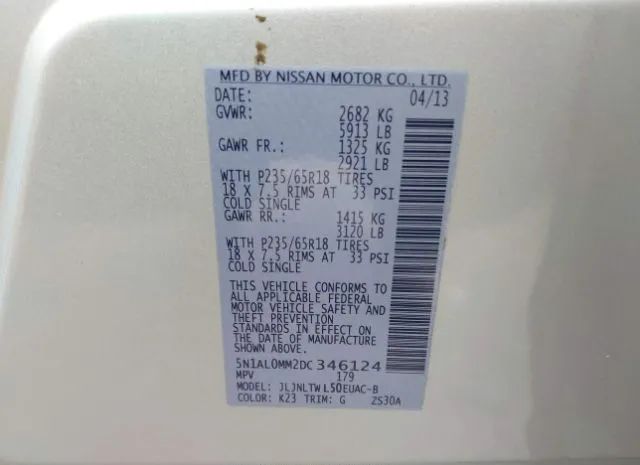 MFD BY NISSAN MOTOR CO., LTD.
DATE: 04/13
GVWR: 2682 KG
5913 LB
GAWR FR.: 1325 KG
2921 LB
WITH P235/65R18 TIRES
18 X 7.5 RIMS AT 33 PSI
COLD SINGLE
GAWR RR.: 1415 KG
3120 LB
WITH P235/65R18 TIRES
18 X 7.5 RIMS AT 33 PSI
COLD SINGLE
THIS VEHICLE CONFORMS TO
ALL APPLICABLE FEDERAL
MOTOR VEHICLE SAFETY AND
THEFT PREVENTION
STANDARDS IN EFFECT ON
THE DATE OF MANUFACTURE
SHOWN ABOVE.
5N1AL0MM2DC346124
MPV 179
MODEL: JLJNLTWL50EUAC-B
COLOR: K23 TRIM: G ZS30A